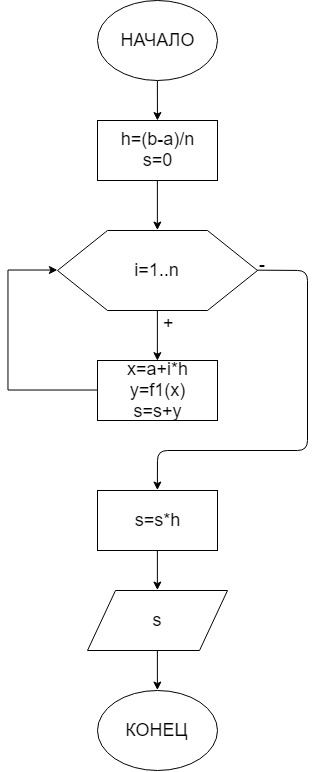 НАЧАЛО
h=(b-a)/n
s=0
i=1..n
-
+
x=a+i*h
y=f1(x)
s=s+y
s=s*h
s
КОНЕЦ